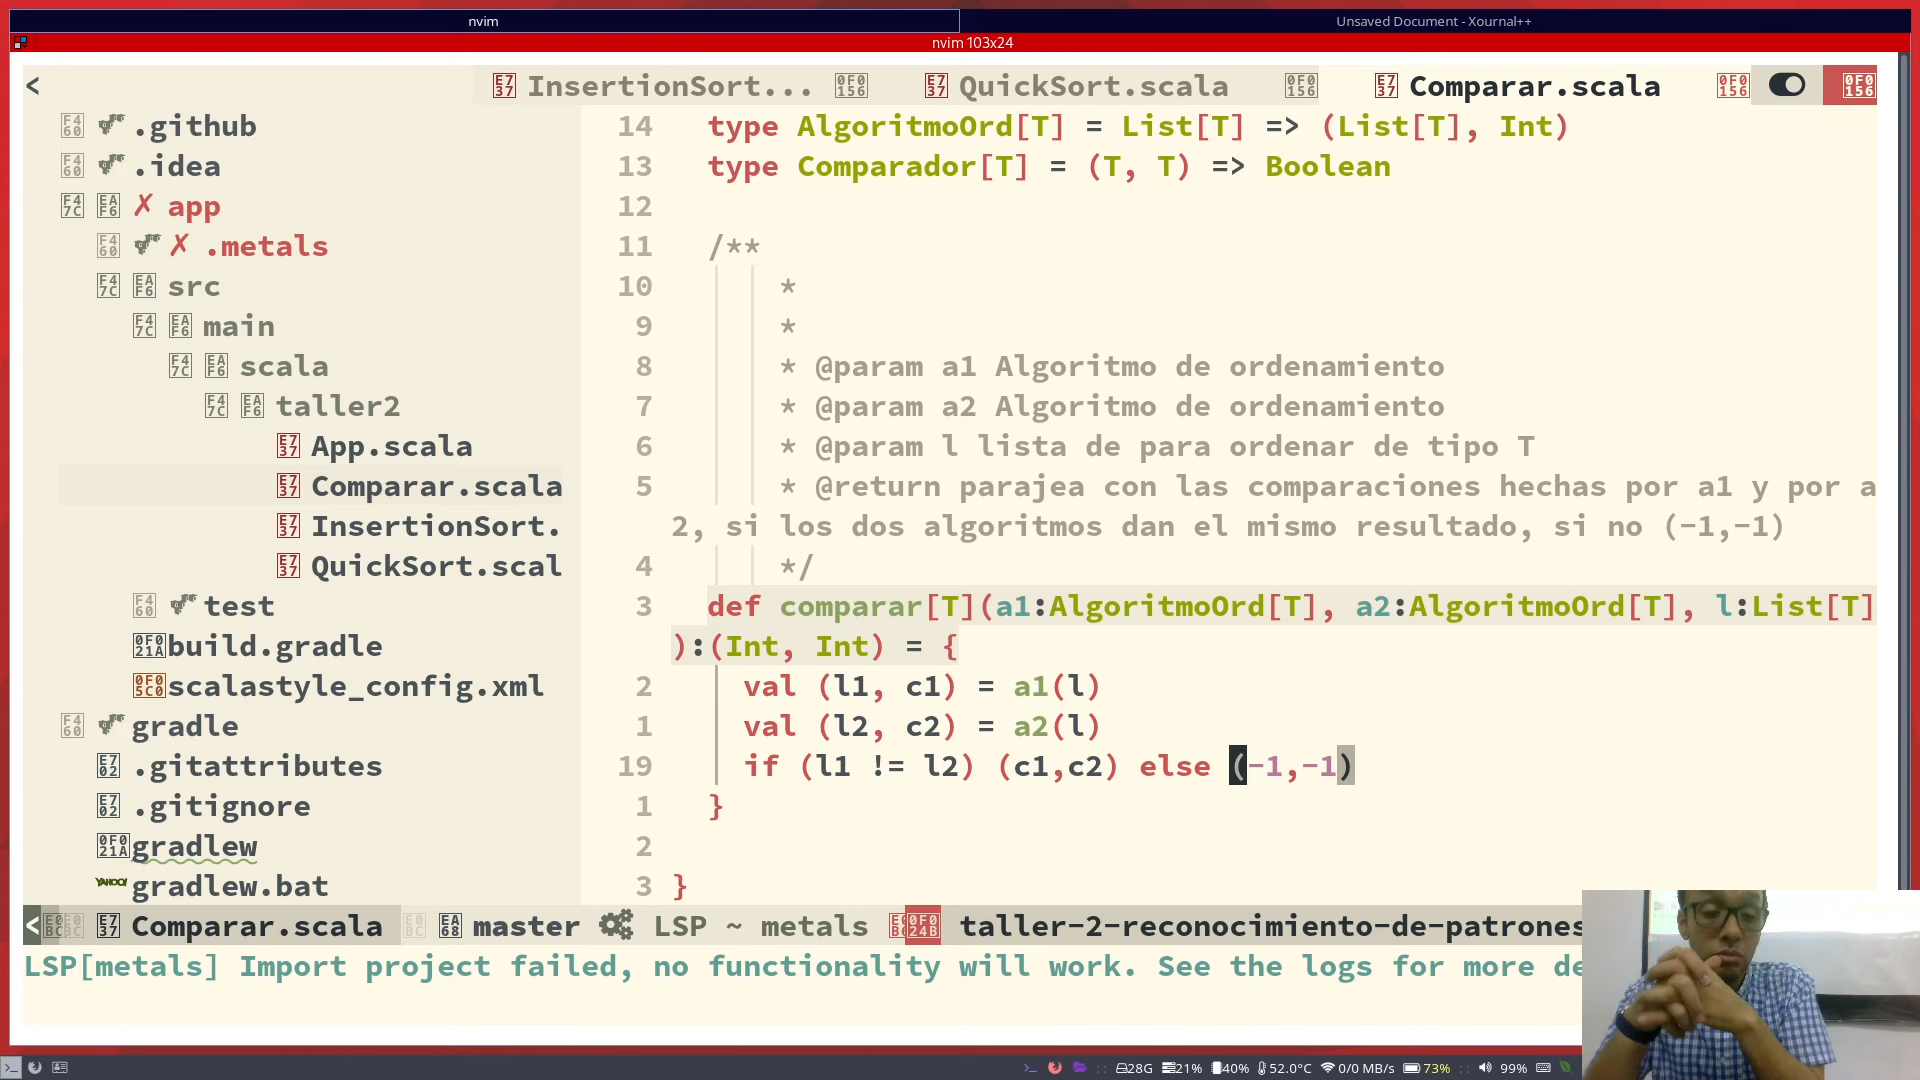 nvim
Unsaved Document - Xournal++
nvim 103x24
< InsertionSort... QuickSort.scala Comparar.scala
.github
.idea
✗ app
✗ .metals
src
main
scala
taller2
App.scala
Comparar.scala
InsertionSort.
QuickSort.scal
test
build.gradle
scalastyle_config.xml
gradle
.gitattributes
.gitignore
gradlew
YAHOO! gradlew.bat
14 type AlgoritmoOrd[T] = List[T] => (List[T], Int)
13 type Comparador[T] = (T, T) => Boolean
12
11 /**
10 *
9 *
8 * @param a1 Algoritmo de ordenamiento
7 * @param a2 Algoritmo de ordenamiento
6 * @param l lista de para ordenar de tipo T
5 * @return parajea con las comparaciones hechas por a1 y por a
2, si los dos algoritmos dan el mismo resultado, si no (-1,-1)
4 */
3 def comparar[T](a1:AlgoritmoOrd[T], a2:AlgoritmoOrd[T], l:List[T]
):(Int, Int) = {
2 val (l1, c1) = a1(l)
1 val (l2, c2) = a2(l)
19 if (l1 != l2) (c1,c2) else (-1,-1)
1 }
2
3 }
< Comparar.scala master LSP ~ metals taller-2-reconocimiento-de-patrones
LSP[metals] Import project failed, no functionality will work. See the logs for more de
28G 21% 40% 52.0°C 0/0 MB/s 73% 99%